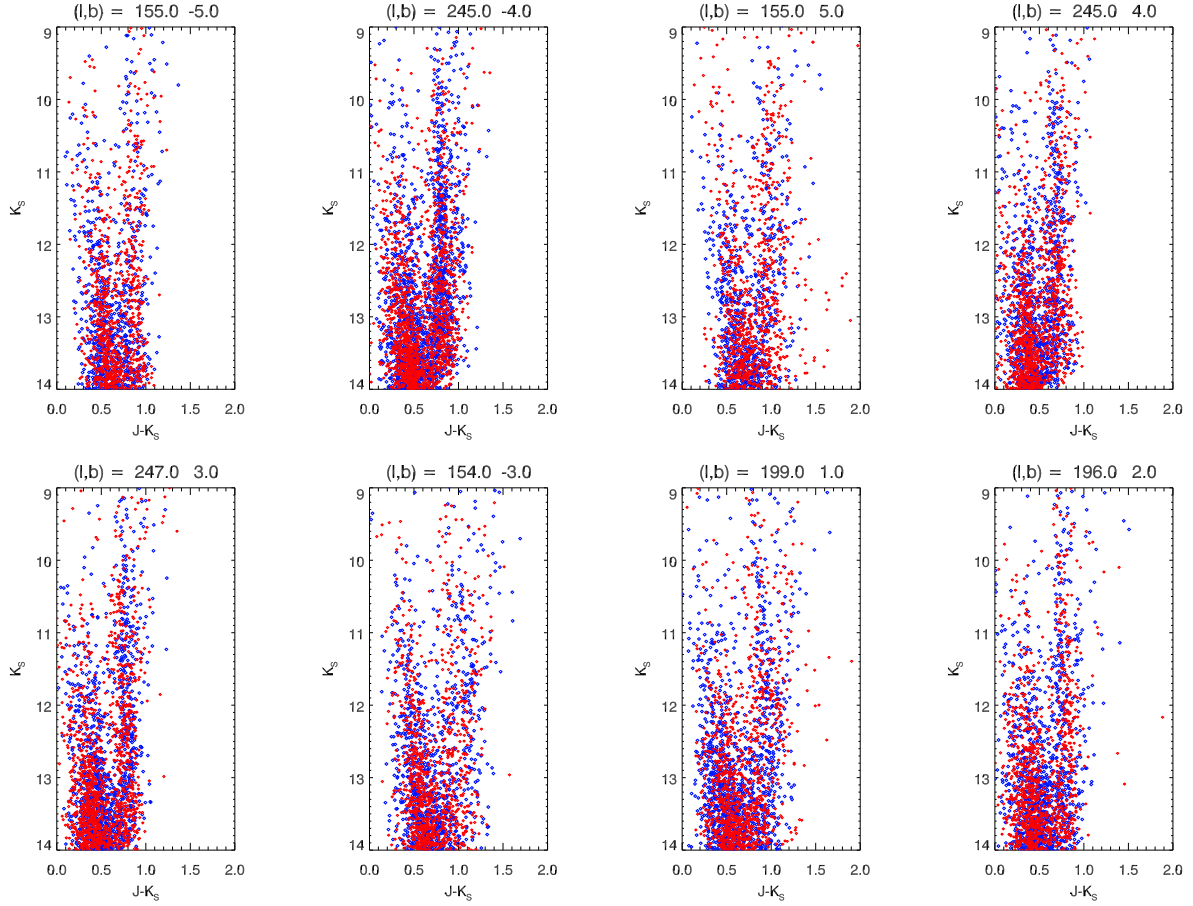 (l,b) = 155.0 -5.0
(l,b) = 245.0 -4.0
(l,b) = 155.0 5.0
(l,b) = 245.0 4.0
9
10
11
12
13
14
K_S
0.0 0.5 1.0 1.5 2.0
J-K_S
9
10
11
12
13
14
K_S
0.0 0.5 1.0 1.5 2.0
J-K_S
9
10
11
12
13
14
K_S
0.0 0.5 1.0 1.5 2.0
J-K_S
9
10
11
12
13
14
K_S
0.0 0.5 1.0 1.5 2.0
J-K_S
(l,b) = 247.0 3.0
(l,b) = 154.0 -3.0
(l,b) = 199.0 1.0
(l,b) = 196.0 2.0
9
10
11
12
13
14
K_S
0.0 0.5 1.0 1.5 2.0
J-K_S
9
10
11
12
13
14
K_S
0.0 0.5 1.0 1.5 2.0
J-K_S
9
10
11
12
13
14
K_S
0.0 0.5 1.0 1.5 2.0
J-K_S
9
10
11
12
13
14
K_S
0.0 0.5 1.0 1.5 2.0
J-K_S